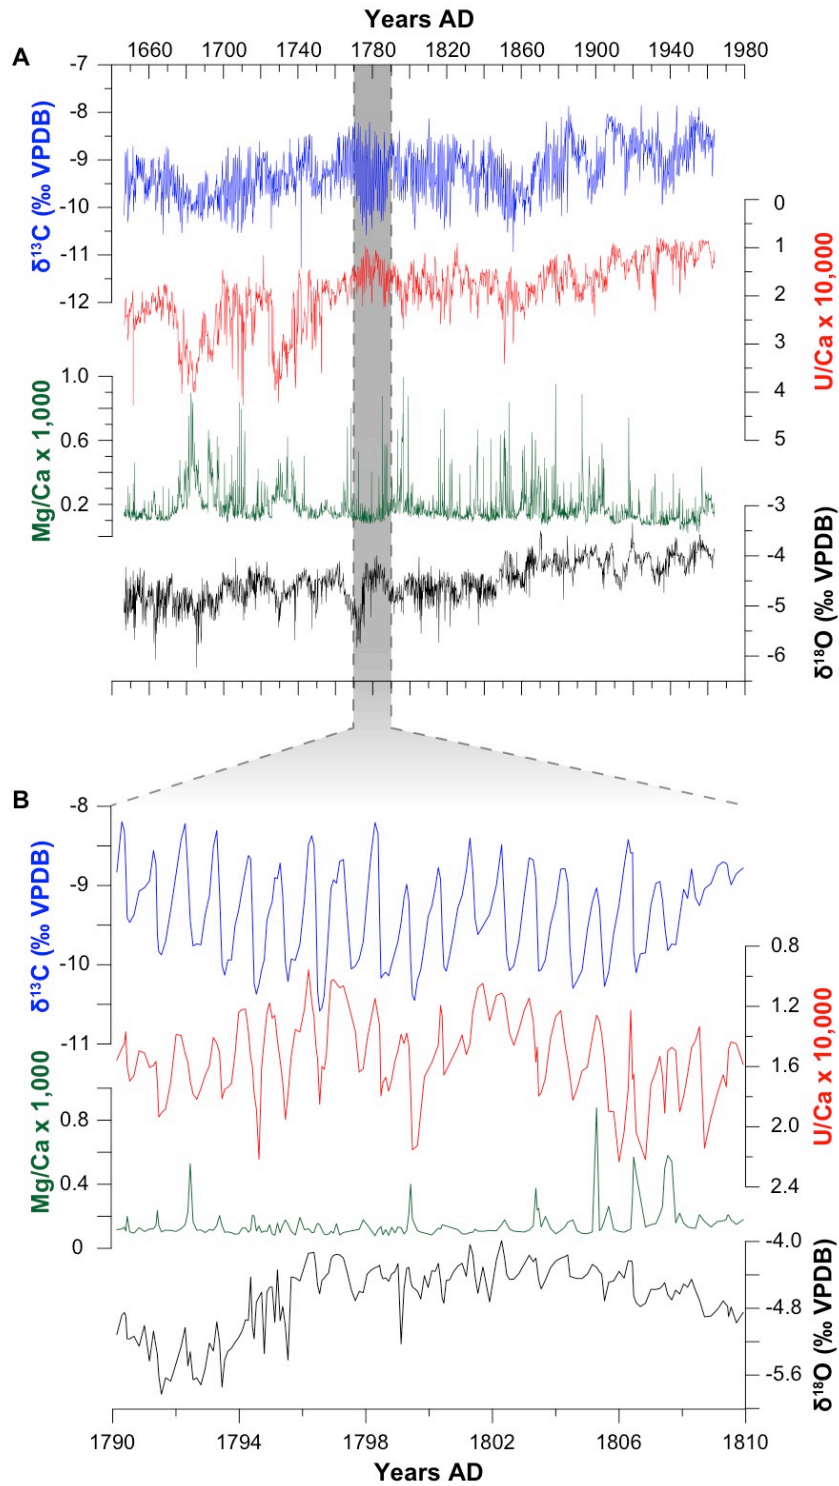 Years AD
1660 1700 1740 1780 1820 1860 1900 1940 1980
A
-7
-8
-9
-10
-11
-12
δ¹³C (‰ VPDB)
0
1
2
3
4
5
U/Ca x 10,000
1.0
0.6
0.2
Mg/Ca x 1,000
-3
-4
-5
-6
δ¹⁸O (‰ VPDB)
B
-8
-9
-10
-11
δ¹³C (‰ VPDB)
0.8
1.2
1.6
2.0
2.4
U/Ca x 10,000
0.8
0.4
0
Mg/Ca x 1,000
-4.0
-4.8
-5.6
δ¹⁸O (‰ VPDB)
1790 1794 1798 1802 1806 1810
Years AD